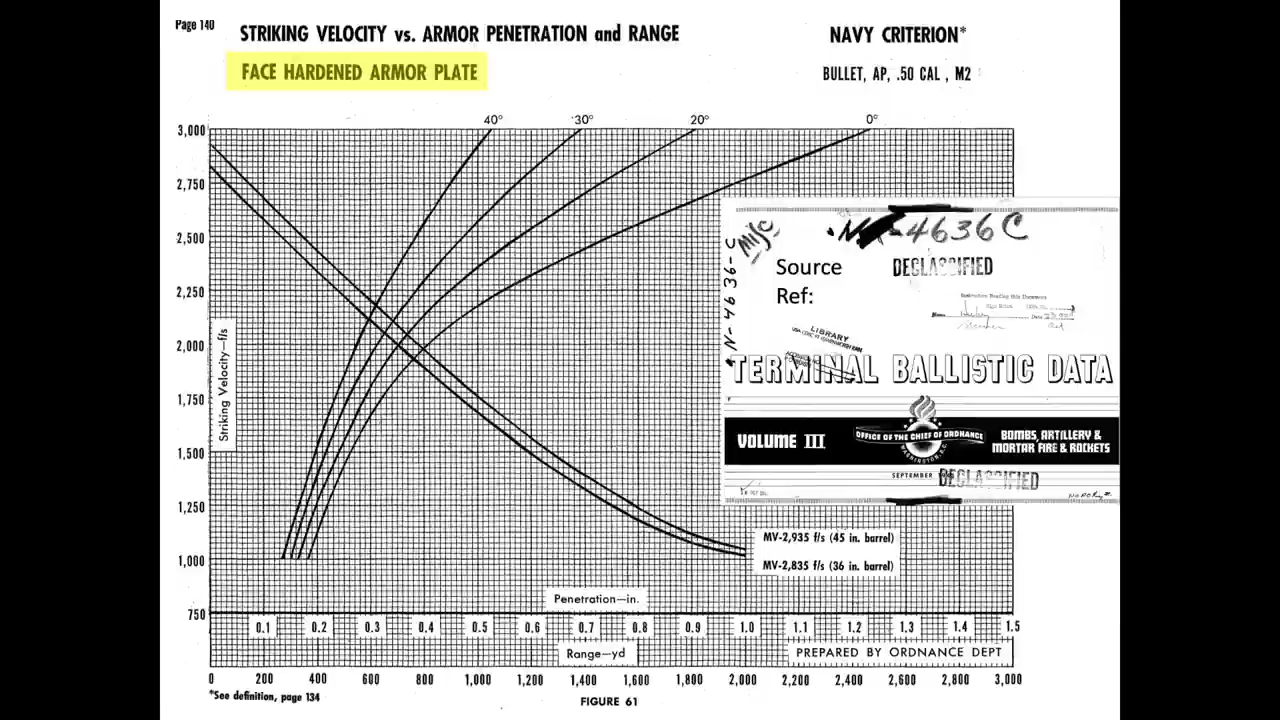 Page 140
STRIKING VELOCITY vs. ARMOR PENETRATION and RANGE
NAVY CRITERION*
FACE HARDENED ARMOR PLATE
BULLET, AP, .50 CAL , M2
40° 30° 20° 0°
3,000
2,750
2,500
2,250
2,000
1,750
1,500
1,250
1,000
750
Striking Velocity—f/s
Misc
4636C
N-4636-C
Source
Ref:
DECLASSIFIED
LIBRARY
TERMINAL BALLISTIC DATA
VOLUME III
OFFICE OF THE CHIEF OF ORDNANCE
WASHINGTON, D.C.
BOMBS, ARTILLERY &
MORTAR FIRE & ROCKETS
SEPTEMBER
DECLASSIFIED
MV-2,935 f/s (45 in. barrel)
MV-2,835 f/s (36 in. barrel)
Penetration—in.
0.1 0.2 0.3 0.4 0.5 0.6 0.7 0.8 0.9 1.0 1.1 1.2 1.3 1.4 1.5
Range—yd
PREPARED BY ORDNANCE DEPT
0 200 400 600 800 1,000 1,200 1,400 1,600 1,800 2,000 2,200 2,400 2,600 2,800 3,000
*See definition, page 134
FIGURE 61